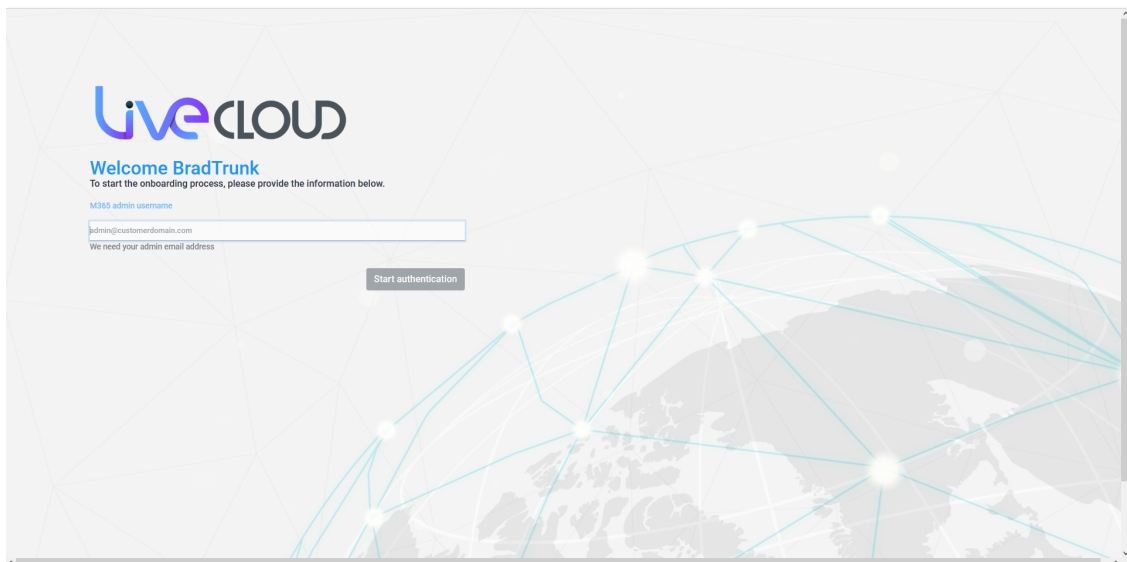 LiveCLOUD
Welcome BradTrunk
To start the onboarding process, please provide the information below.
M365 admin username
admin@customerdomain.com
We need your admin email address
Start authentication